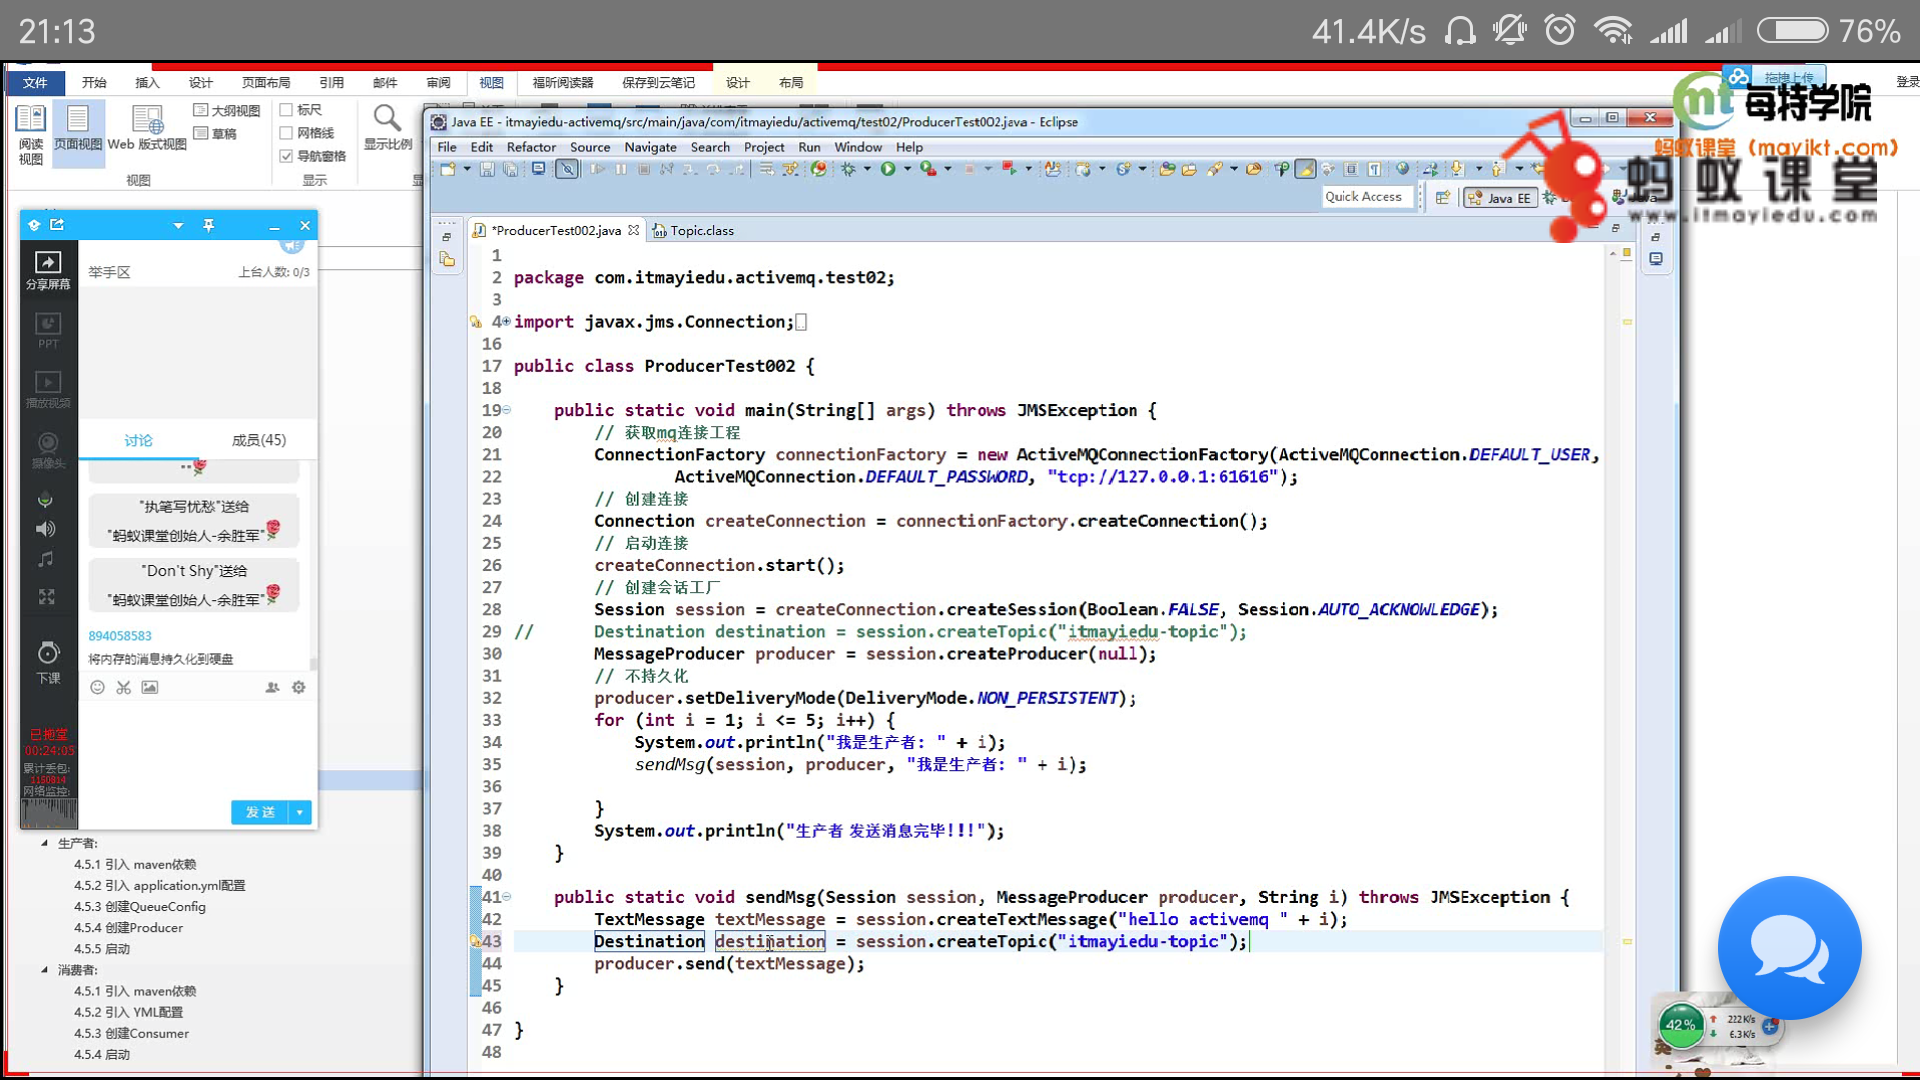 21:13
41.4K/s
76%
文件 开始 插入 设计 页面布局 引用 邮件 审阅 视图 福昕阅读器 保存到云笔记 设计 布局
拖拽上传
登录
阅读视图
页面视图
Web 版式视图
大纲视图
草稿
视图
标尺
网格线
导航窗格
显示
显示比例
每特学院
蚂蚁课堂 (mayikt.com)
蚂蚁课堂
www.itmayiedu.com
Java EE - itmayiedu-activemq/src/main/java/com/itmayiedu/activemq/test02/ProducerTest002.java - Eclipse
File Edit Refactor Source Navigate Search Project Run Window Help
Quick Access
Java EE
*ProducerTest002.java
Topic.class
1
2 package com.itmayiedu.activemq.test02;
3
4 import javax.jms.Connection;
16
17 public class ProducerTest002 {
18
19 public static void main(String[] args) throws JMSException {
20 // 获取mq连接工程
21 ConnectionFactory connectionFactory = new ActiveMQConnectionFactory(ActiveMQConnection.DEFAULT_USER,
22 ActiveMQConnection.DEFAULT_PASSWORD, "tcp://127.0.0.1:61616");
23 // 创建连接
24 Connection createConnection = connectionFactory.createConnection();
25 // 启动连接
26 createConnection.start();
27 // 创建会话工厂
28 Session session = createConnection.createSession(Boolean.FALSE, Session.AUTO_ACKNOWLEDGE);
29 // Destination destination = session.createTopic("itmayiedu-topic");
30 MessageProducer producer = session.createProducer(null);
31 // 不持久化
32 producer.setDeliveryMode(DeliveryMode.NON_PERSISTENT);
33 for (int i = 1; i <= 5; i++) {
34 System.out.println("我是生产者: " + i);
35 sendMsg(session, producer, "我是生产者: " + i);
36
37 }
38 System.out.println("生产者 发送消息完毕!!!");
39 }
40
41 public static void sendMsg(Session session, MessageProducer producer, String i) throws JMSException {
42 TextMessage textMessage = session.createTextMessage("hello activemq " + i);
43 Destination destination = session.createTopic("itmayiedu-topic");
44 producer.send(textMessage);
45 }
46
47 }
48
分享屏幕
PPT
播放视频
摄像头
下课
已拖堂
00:24:05
累计丢包:
网络监控:
举手区
上台人数: 0/3
讨论
成员(45)
"执笔写忧愁"送给
"蚂蚁课堂创始人-余胜军"
"Don't Shy"送给
"蚂蚁课堂创始人-余胜军"
894058583
将内存的消息持久化到硬盘
发送
生产者:
4.5.1 引入 maven依赖
4.5.2 引入 application.yml配置
4.5.3 创建QueueConfig
4.5.4 创建Producer
4.5.5 启动
消费者:
4.5.1 引入 maven依赖
4.5.2 引入 YML配置
4.5.3 创建Consumer
4.5.4 启动
42%
222K/s
6.3K/s
英